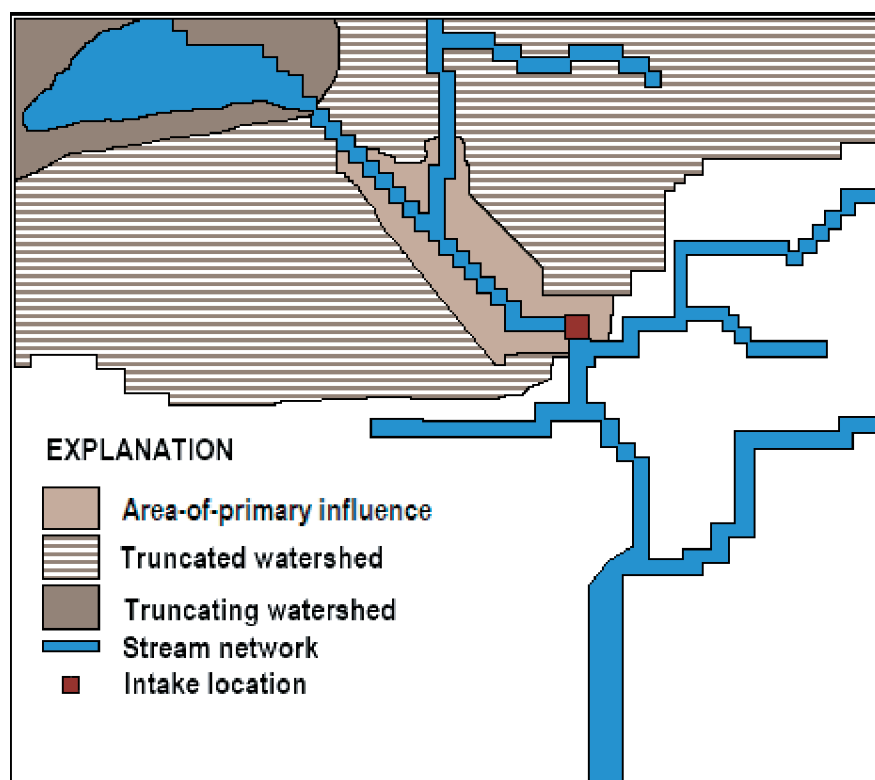 EXPLANATION
Area-of-primary influence
Truncated watershed
Truncating watershed
Stream network
Intake location